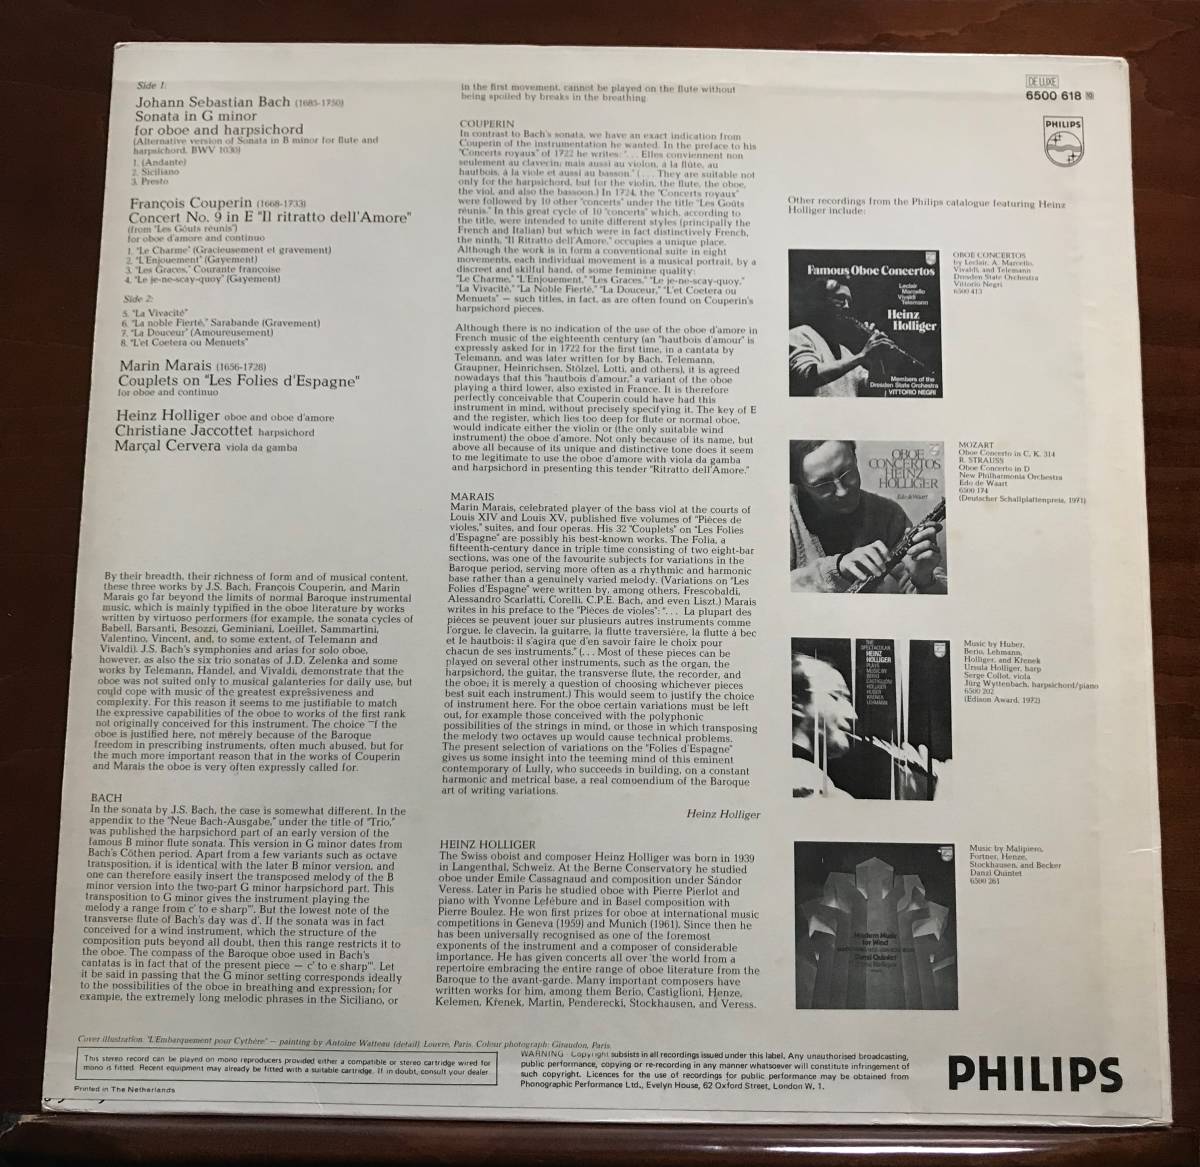 Side 1:
Johann Sebastian Bach (1685-1750)
Sonata in G minor
for oboe and harpsichord
(Alternative version of Sonata in B minor for flute and
harpsichord, BWV 1030)
1. (Andante)
2. Siciliano
3. Presto
François Couperin (1668-1733)
Concert No. 9 in E "Il ritratto dell'Amore"
(from "Les Goûts réunis")
for oboe d'amore and continuo
1. "Le Charme" (Gracieusement et gravement)
2. "L'Enjouement" (Gayement)
3. "Les Graces," Courante françoise
4. "Le je-ne-scay-quoy" (Gayement)
Side 2:
5. "La Vivacité"
6. "La noble Fierté," Sarabande (Gravement)
7. "La Douceur" (Amoureusement)
8. "L'et Coetera ou Menuets"
Marin Marais (1656-1728)
Couplets on "Les Folies d'Espagne"
for oboe and continuo
Heinz Holliger oboe and oboe d'amore
Christiane Jaccottet harpsichord
Marçal Cervera viola da gamba
By their breadth, their richness of form and of musical content,
these three works by J.S. Bach, François Couperin, and Marin
Marais go far beyond the limits of normal Baroque instrumental
music, which is mainly typified in the oboe literature by works
written by virtuoso performers (for example, the sonata cycles of
Babell, Barsanti, Besozzi, Geminiani, Loeillet, Sammartini,
Valentino, Vincent, and, to some extent, of Telemann and
Vivaldi). J.S. Bach's symphonies and arias for solo oboe,
however, as also the six trio sonatas of J.D. Zelenka and some
works by Telemann, Handel, and Vivaldi, demonstrate that the
oboe was not suited only to musical galanteries for daily use, but
could cope with music of the greatest expressiveness and
complexity. For this reason it seems to me justifiable to match
the expressive capabilities of the oboe to works of the first rank
not originally conceived for this instrument. The choice of
the oboe is justified here, not merely because of the Baroque
freedom in prescribing instruments, often much abused, but for
the much more important reason that in the works of Couperin
and Marais the oboe is very often expressly called for.
BACH
In the sonata by J.S. Bach, the case is somewhat different. In the
appendix to the "Neue Bach-Ausgabe," under the title of "Trio,"
was published the harpsichord part of an early version of the
famous B minor flute sonata. This version in G minor dates from
Bach's Cöthen period. Apart from a few variants such as octave
transposition, it is identical with the later B minor version, and
one can therefore easily insert the transposed melody of the B
minor version into the two-part G minor harpsichord part. This
transposition to G minor gives the instrument playing the
melody a range from c' to e sharp'''. But the lowest note of the
transverse flute of Bach's day was d'. If the sonata was in fact
conceived for a wind instrument, which the structure of the
composition puts beyond all doubt, then this range restricts it to
the oboe. The compass of the Baroque oboe used in Bach's
cantatas is in fact that of the present piece — c' to e sharp'''. Let
it be said in passing that the G minor setting corresponds ideally
to the possibilities of the oboe in breathing and expression; for
example, the extremely long melodic phrases in the Siciliano, or
in the first movement, cannot be played on the flute without
being spoiled by breaks in the breathing.
COUPERIN
In contrast to Bach's sonata, we have an exact indication from
Couperin of the instrumentation he wanted. In the preface to his
"Concerts royaux" of 1722 he writes: "... Elles conviennent non
seulement au clavecin; mais aussi au violon, à la flûte, au
hautbois, à la viole et aussi au basson." (... They are suitable not
only for the harpsichord, but for the violin, the flute, the oboe,
the viol, and also the bassoon.) In 1724, the "Concerts royaux"
were followed by 10 other "concerts" under the title "Les Goûts
réunis." In this great cycle of 10 "concerts" which, according to
the title, were intended to unite different styles (principally the
French and Italian) but which were in fact distinctively French,
the ninth, "Il Ritratto dell'Amore," occupies a unique place.
Although the work is in form a conventional suite in eight
movements, each individual movement is a musical portrait, by a
discreet and skilful hand, of some feminine quality:
"Le Charme," "L'Enjouement," "Les Graces," "Le je-ne-scay-quoy,"
"La Vivacité," "La Noble Fierté," "La Douceur," "L'et Coetera ou
Menuets" — such titles, in fact, as are often found on Couperin's
harpsichord pieces.
Although there is no indication of the use of the oboe d'amore in
French music of the eighteenth century (an "hautbois d'amour" is
expressly asked for in 1722 for the first time, in a cantata by
Telemann, and was later written for by Bach, Telemann,
Graupner, Heinrichsen, Stölzel, Lotti, and others), it is agreed
nowadays that this "hautbois d'amour," a variant of the oboe
playing a third lower, also existed in France. It is therefore
perfectly conceivable that Couperin could have had this
instrument in mind, without precisely specifying it. The key of E
and the register, which lies too deep for flute or normal oboe,
would indicate either the violin or (the only suitable wind
instrument) the oboe d'amore. Not only because of its name, but
above all because of its unique and distinctive tone does it seem
to me legitimate to use the oboe d'amore with viola da gamba
and harpsichord in presenting this tender "Ritratto dell'Amore."
MARAIS
Marin Marais, celebrated player of the bass viol at the courts of
Louis XIV and Louis XV, published five volumes of "Pièces de
violes," suites, and four operas. His 32 "Couplets" on "Les Folies
d'Espagne" are possibly his best-known works. The Folia, a
fifteenth-century dance in triple time consisting of two eight-bar
sections, was one of the favourite subjects for variations in the
Baroque period, serving more often as a rhythmic and harmonic
base rather than a genuinely varied melody. (Variations on "Les
Folies d'Espagne" were written by, among others, Frescobaldi,
Alessandro Scarlatti, Corelli, C.P.E. Bach, and even Liszt.) Marais
writes in his preface to the "Pièces de violes": "... La plupart des
pièces se peuvent jouer sur plusieurs autres instruments comme
l'orgue, le clavecin, la guitarre, la flutte traversière, la flutte à bec
et le hautbois: il s'agira que d'en savoir faire le choix pour
chacun de ses instruments." (... Most of these pieces can be
played on several other instruments, such as the organ, the
harpsichord, the guitar, the transverse flute, the recorder, and
the oboe; it is merely a question of choosing whichever pieces
best suit each instrument.) This would seem to justify the choice
of instrument here. For the oboe certain variations must be left
out, for example those conceived with the polyphonic
possibilities of the strings in mind, or those in which transposing
the melody two octaves up would cause technical problems.
The present selection of variations on the "Folies d'Espagne"
gives us some insight into the teeming mind of this eminent
contemporary of Lully, who succeeds in building, on a constant
harmonic and metrical base, a real compendium of the Baroque
art of writing variations.
Heinz Holliger
HEINZ HOLLIGER
The Swiss oboist and composer Heinz Holliger was born in 1939
in Langenthal, Schweiz. At the Berne Conservatory he studied
oboe under Emile Cassagnaud and composition under Sándor
Veress. Later in Paris he studied oboe with Pierre Pierlot and
piano with Yvonne Lefébure and in Basel composition with
Pierre Boulez. He won first prizes for oboe at international music
competitions in Geneva (1959) and Munich (1961). Since then he
has been universally recognised as one of the foremost
exponents of the instrument and a composer of considerable
importance. He has given concerts all over the world from a
repertoire embracing the entire range of oboe literature from the
Baroque to the avant-garde. Many important composers have
written works for him, among them Berio, Castiglioni, Henze,
Kelemen, Křenek, Martin, Penderecki, Stockhausen, and Veress.
DE LUXE
6500 618
PHILIPS
Other recordings from the Philips catalogue featuring Heinz
Holliger include:
Famous Oboe Concertos
Leclair
Marcello
Vivaldi
Telemann
Heinz
Holliger
Members of the
Dresden State Orchestra
VITTORIO NEGRI
OBOE CONCERTOS
by Leclair, A. Marcello,
Vivaldi, and Telemann
Dresden State Orchestra
Vittorio Negri
6500 413
OBOE
CONCERTOS
HEINZ
HOLLIGER
Edo de Waart
MOZART
Oboe Concerto in C, K. 314
R. STRAUSS
Oboe Concerto in D
New Philharmonia Orchestra
Edo de Waart
6500 174
(Deutscher Schallplattenpreis, 1971)
THE
SPECTACULAR
HEINZ
HOLLIGER
PLAYS
MUSIC BY
BERIO
CASTIGLIONI
HOLLIGER
HUBER
KRENEK
LEHMANN
Music by Huber,
Berio, Lehmann,
Holliger, and Křenek
Ursula Holliger, harp
Serge Collot, viola
Jürg Wyttenbach, harpsichord/piano
6500 202
(Edison Award, 1972)
Modern Music
for Wind
Danzi Quintet
Music by Malipiero,
Fortner, Henze,
Stockhausen, and Becker
Danzi Quintet
6500 261
Cover illustration: "L'Embarquement pour Cythère" — painting by Antoine Watteau (detail) Louvre, Paris. Colour photograph: Giraudon, Paris.
This stereo record can be played on mono reproducers provided either a compatible or stereo cartridge wired for
mono is fitted. Recent equipment may already be fitted with a suitable cartridge. If in doubt, consult your dealer.
Printed in The Netherlands
WARNING - Copyright subsists in all recordings issued under this label. Any unauthorised broadcasting,
public performance, copying or re-recording in any manner whatsoever will constitute infringement of
such copyright. Licences for the use of recordings for public performance may be obtained from
Phonographic Performance Ltd., Evelyn House, 62 Oxford Street, London W. 1.
PHILIPS